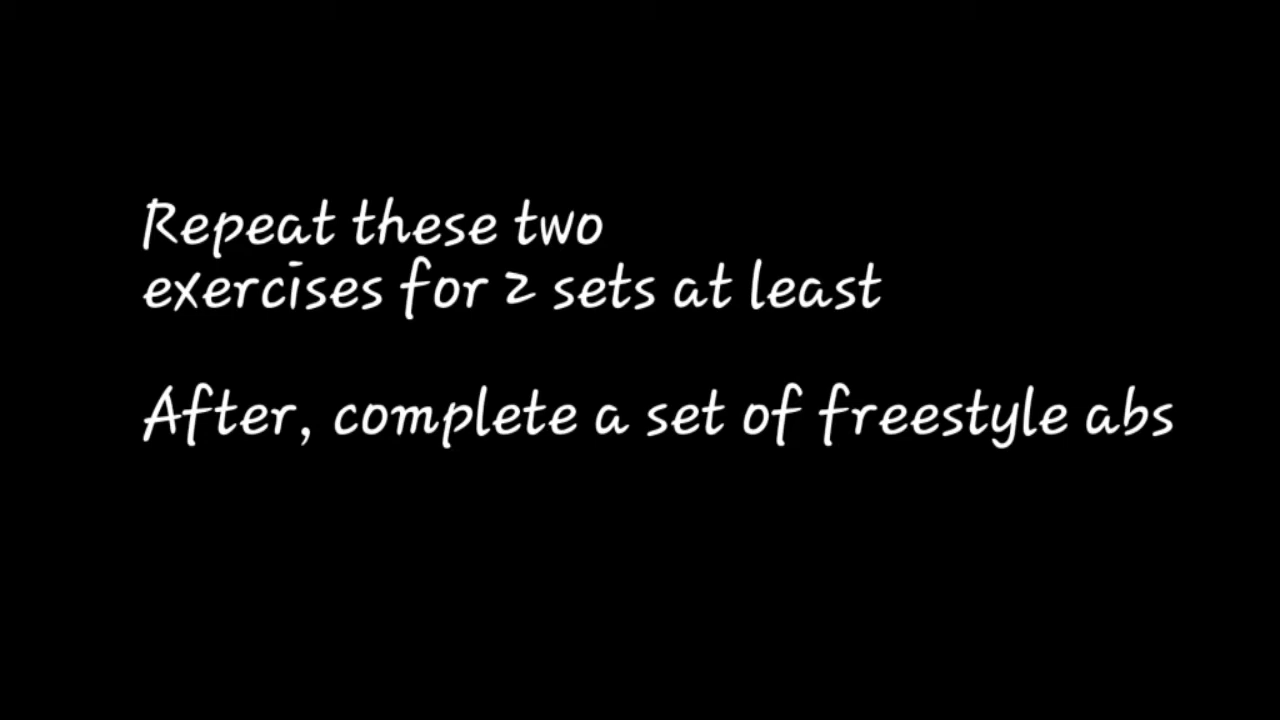 Repeat these two
exercises for 2 sets at least
After, complete a set of freestyle abs